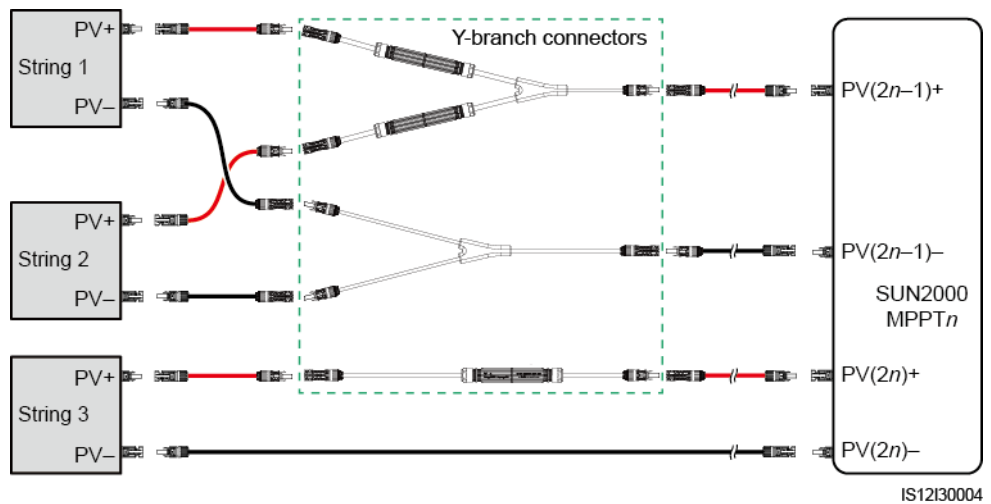 PV+
String 1
PV–
Y-branch connectors
PV(2n–1)+
PV+
String 2
PV–
PV(2n–1)–
SUN2000
MPPTn
PV+
String 3
PV–
PV(2n)+
PV(2n)–
IS12I30004